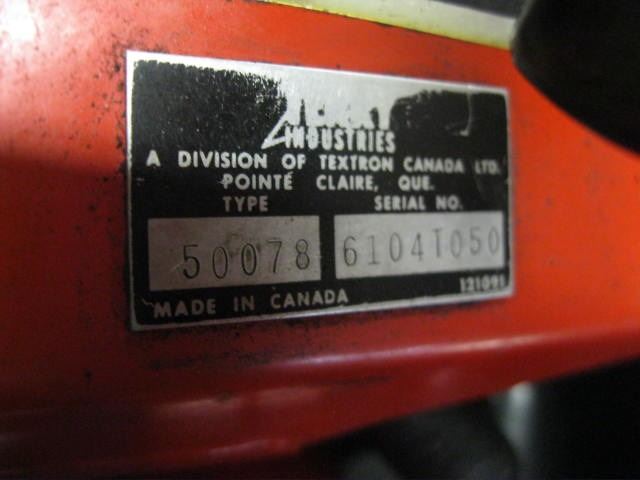 INDUSTRIES
A DIVISION OF TEXTRON CANADA LTD.
POINTE CLAIRE, QUE.
TYPE SERIAL NO.
50078 6104T050
121091
MADE IN CANADA